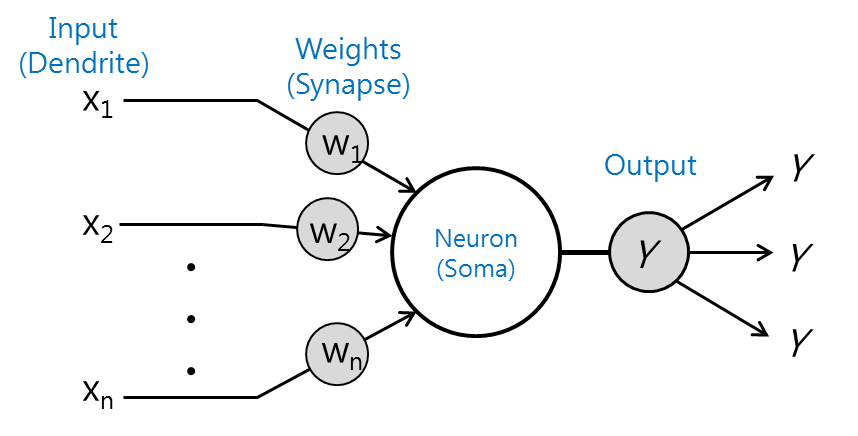 Input
(Dendrite)
Weights
(Synapse)
x1
w1
Output
Y
x2
w2
Neuron
(Soma)
Y
Y
Y
wn
xn